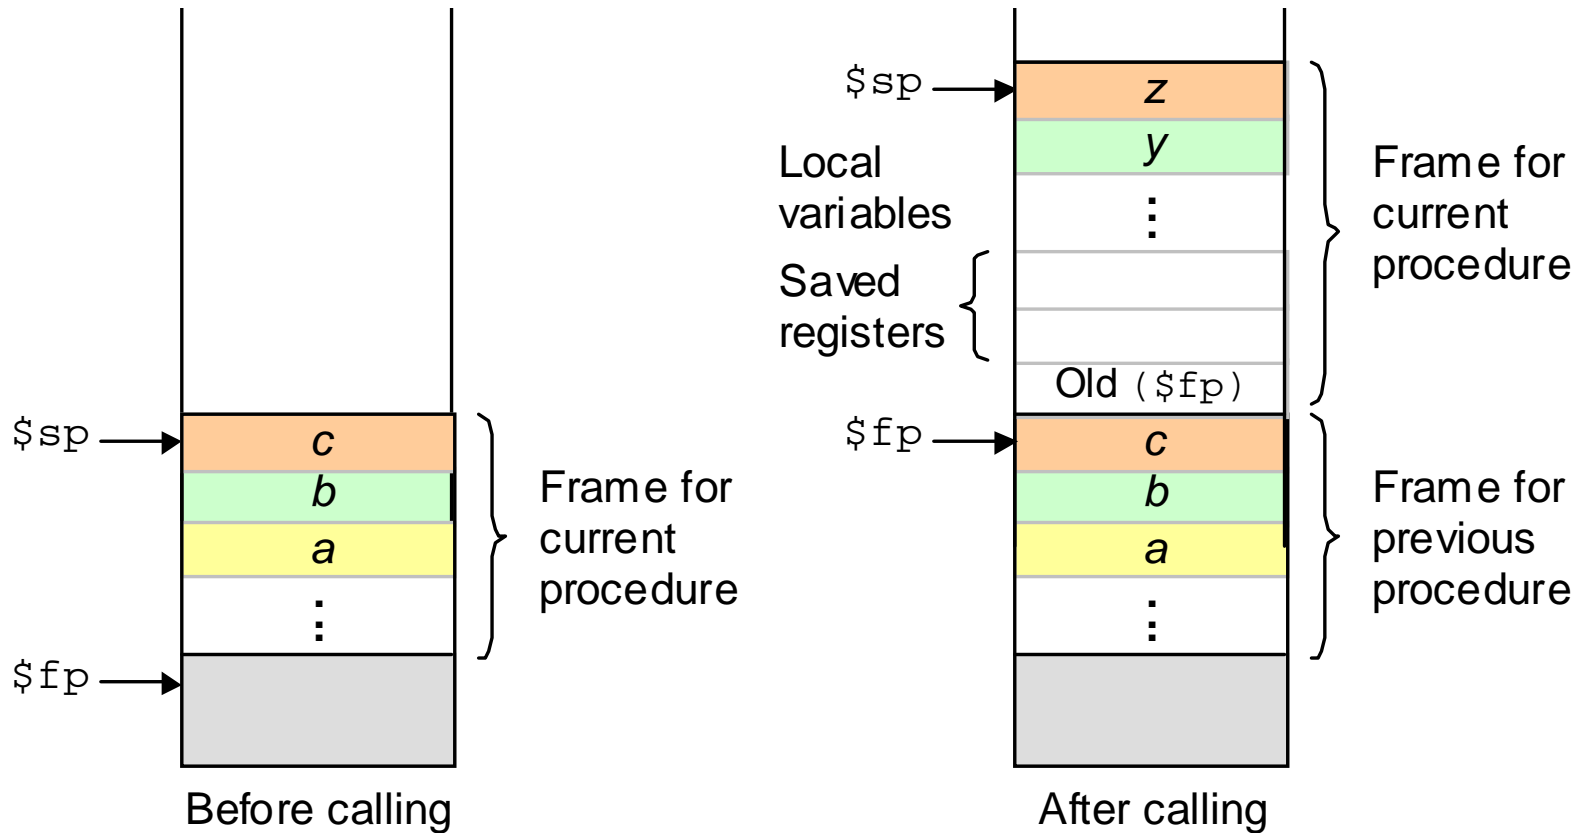 $sp
c
b
a
⋮
$fp
Frame for
current
procedure
Before calling
$sp
z
y
⋮
Local
variables
Saved
registers
Old ($fp)
$fp
c
b
a
⋮
Frame for
current
procedure
Frame for
previous
procedure
After calling